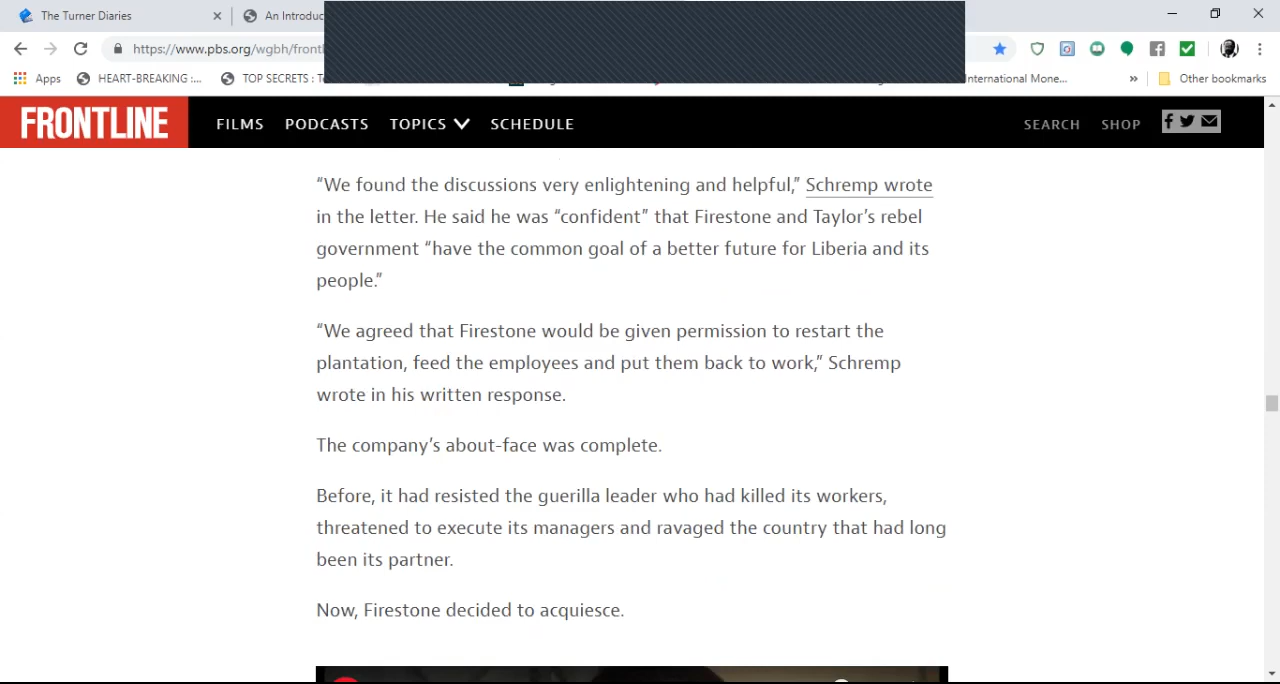 The Turner Diaries
An Introduc
https://www.pbs.org/wgbh/frontl
Apps
HEART-BREAKING :...
TOP SECRETS : T
International Mone...
»
Other bookmarks
FRONTLINE
FILMS
PODCASTS
TOPICS
SCHEDULE
SEARCH
SHOP
“We found the discussions very enlightening and helpful,” Schremp wrote
in the letter. He said he was “confident” that Firestone and Taylor’s rebel
government “have the common goal of a better future for Liberia and its
people.”
“We agreed that Firestone would be given permission to restart the
plantation, feed the employees and put them back to work,” Schremp
wrote in his written response.
The company’s about-face was complete.
Before, it had resisted the guerilla leader who had killed its workers,
threatened to execute its managers and ravaged the country that had long
been its partner.
Now, Firestone decided to acquiesce.